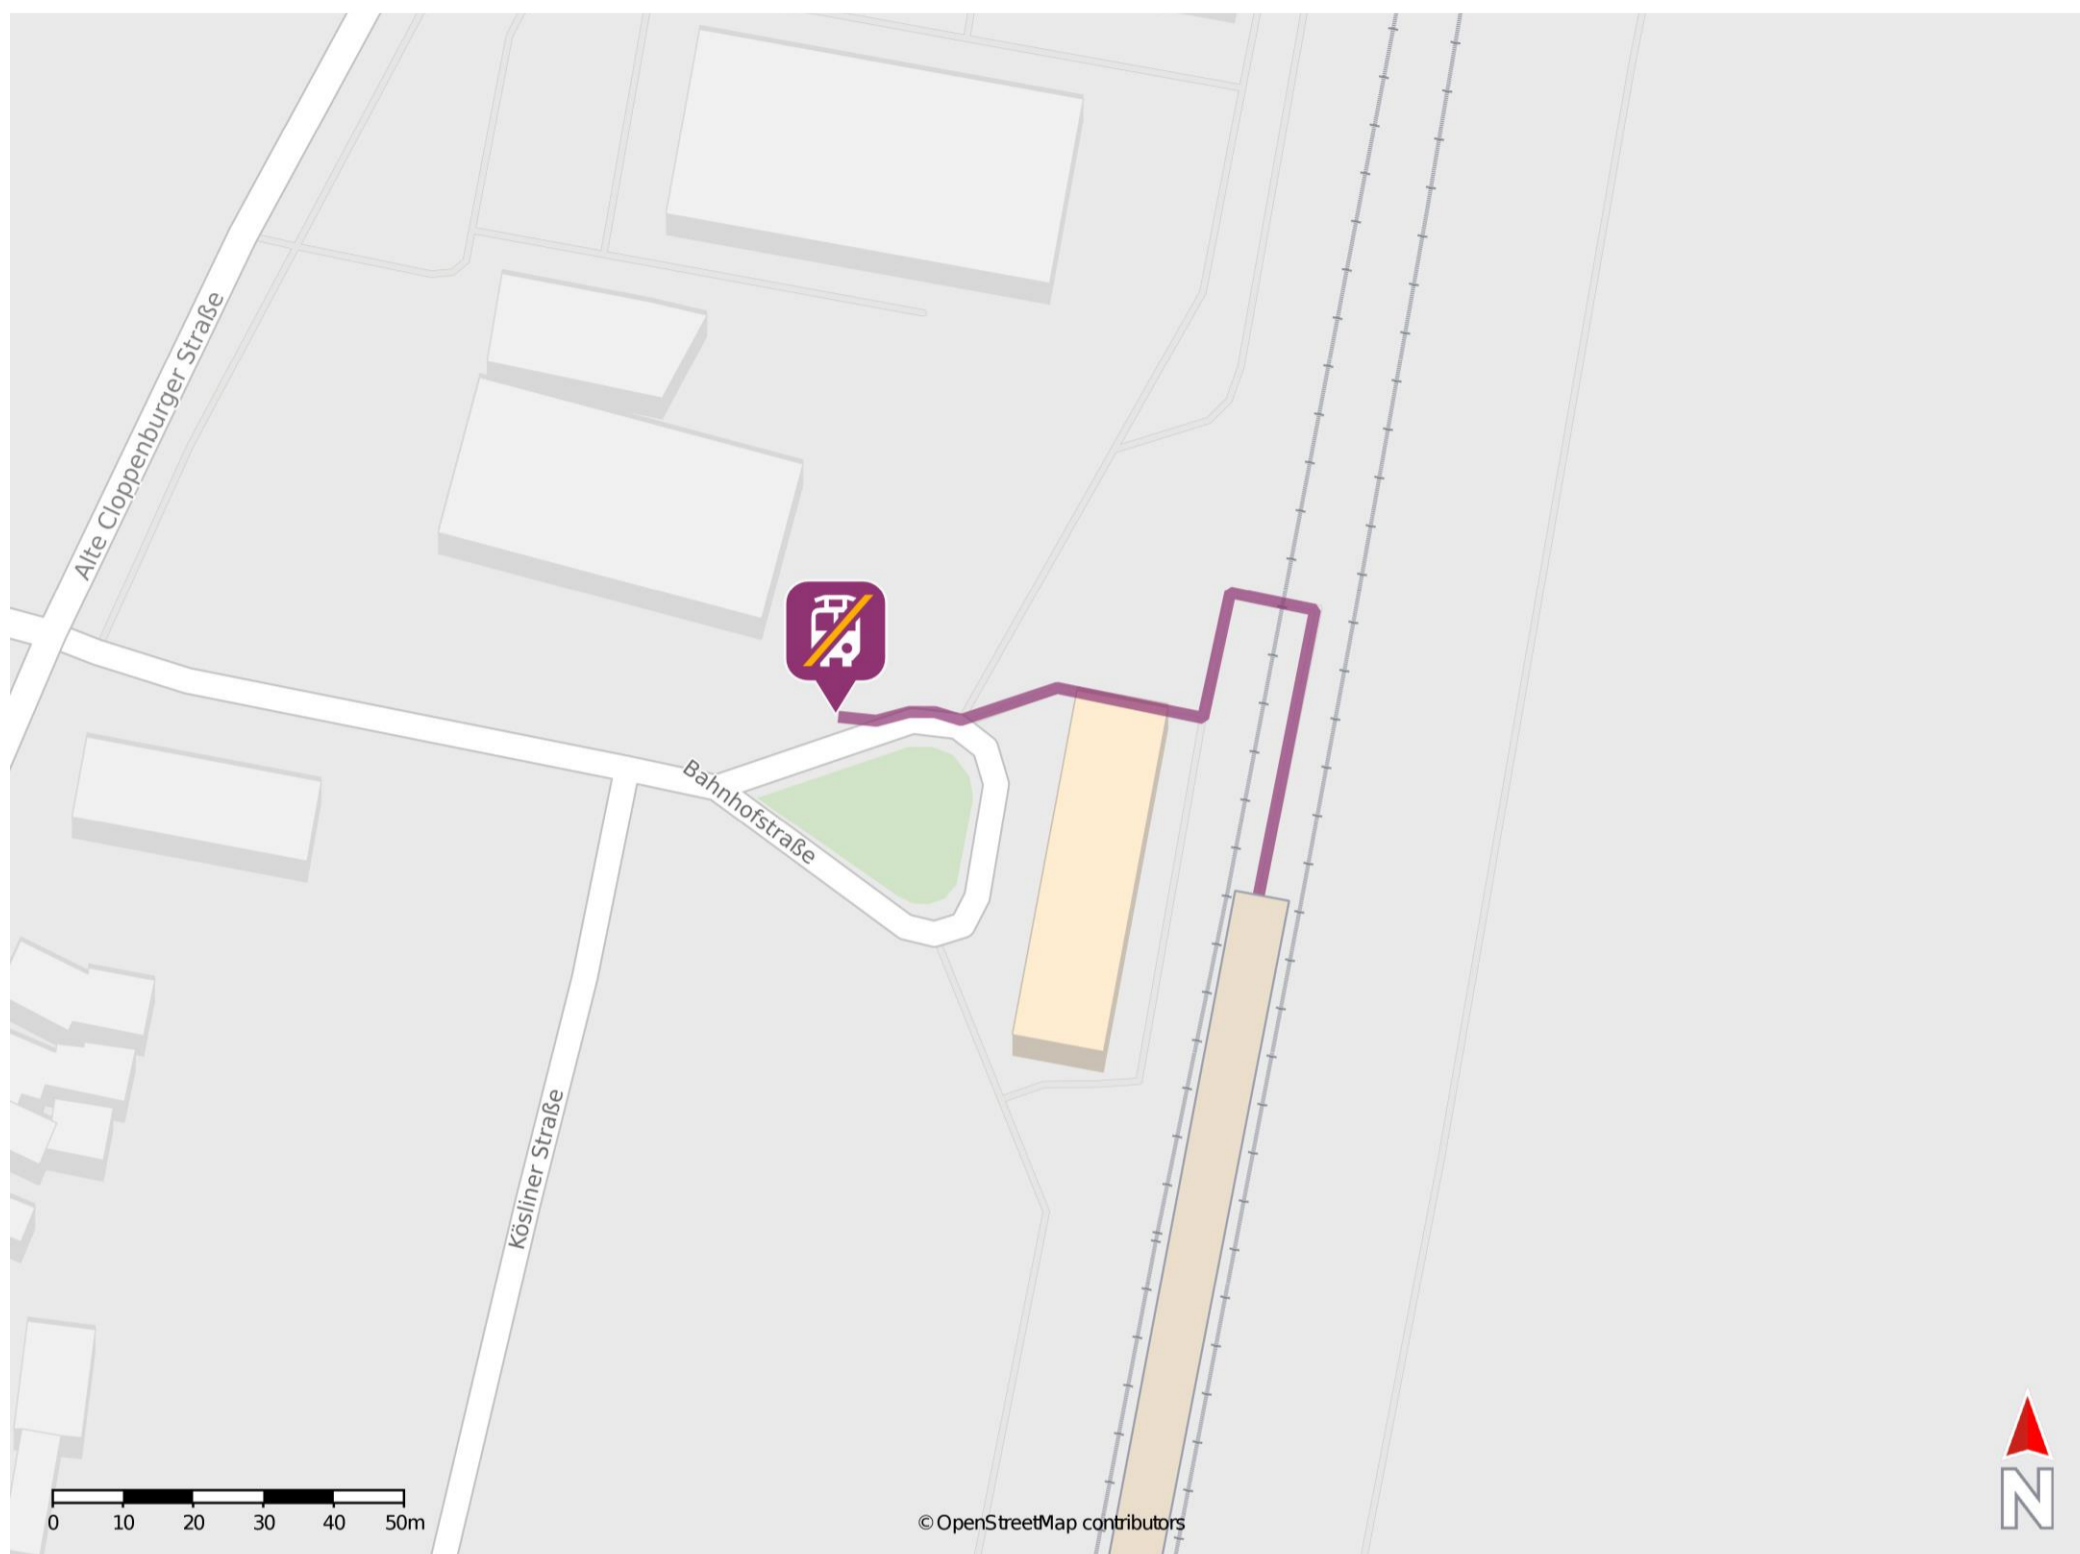 Alte Cloppenburger Straße
Bahnhofstraße
Kösliner Straße
0 10 20 30 40 50m
© OpenStreetMap contributors
N